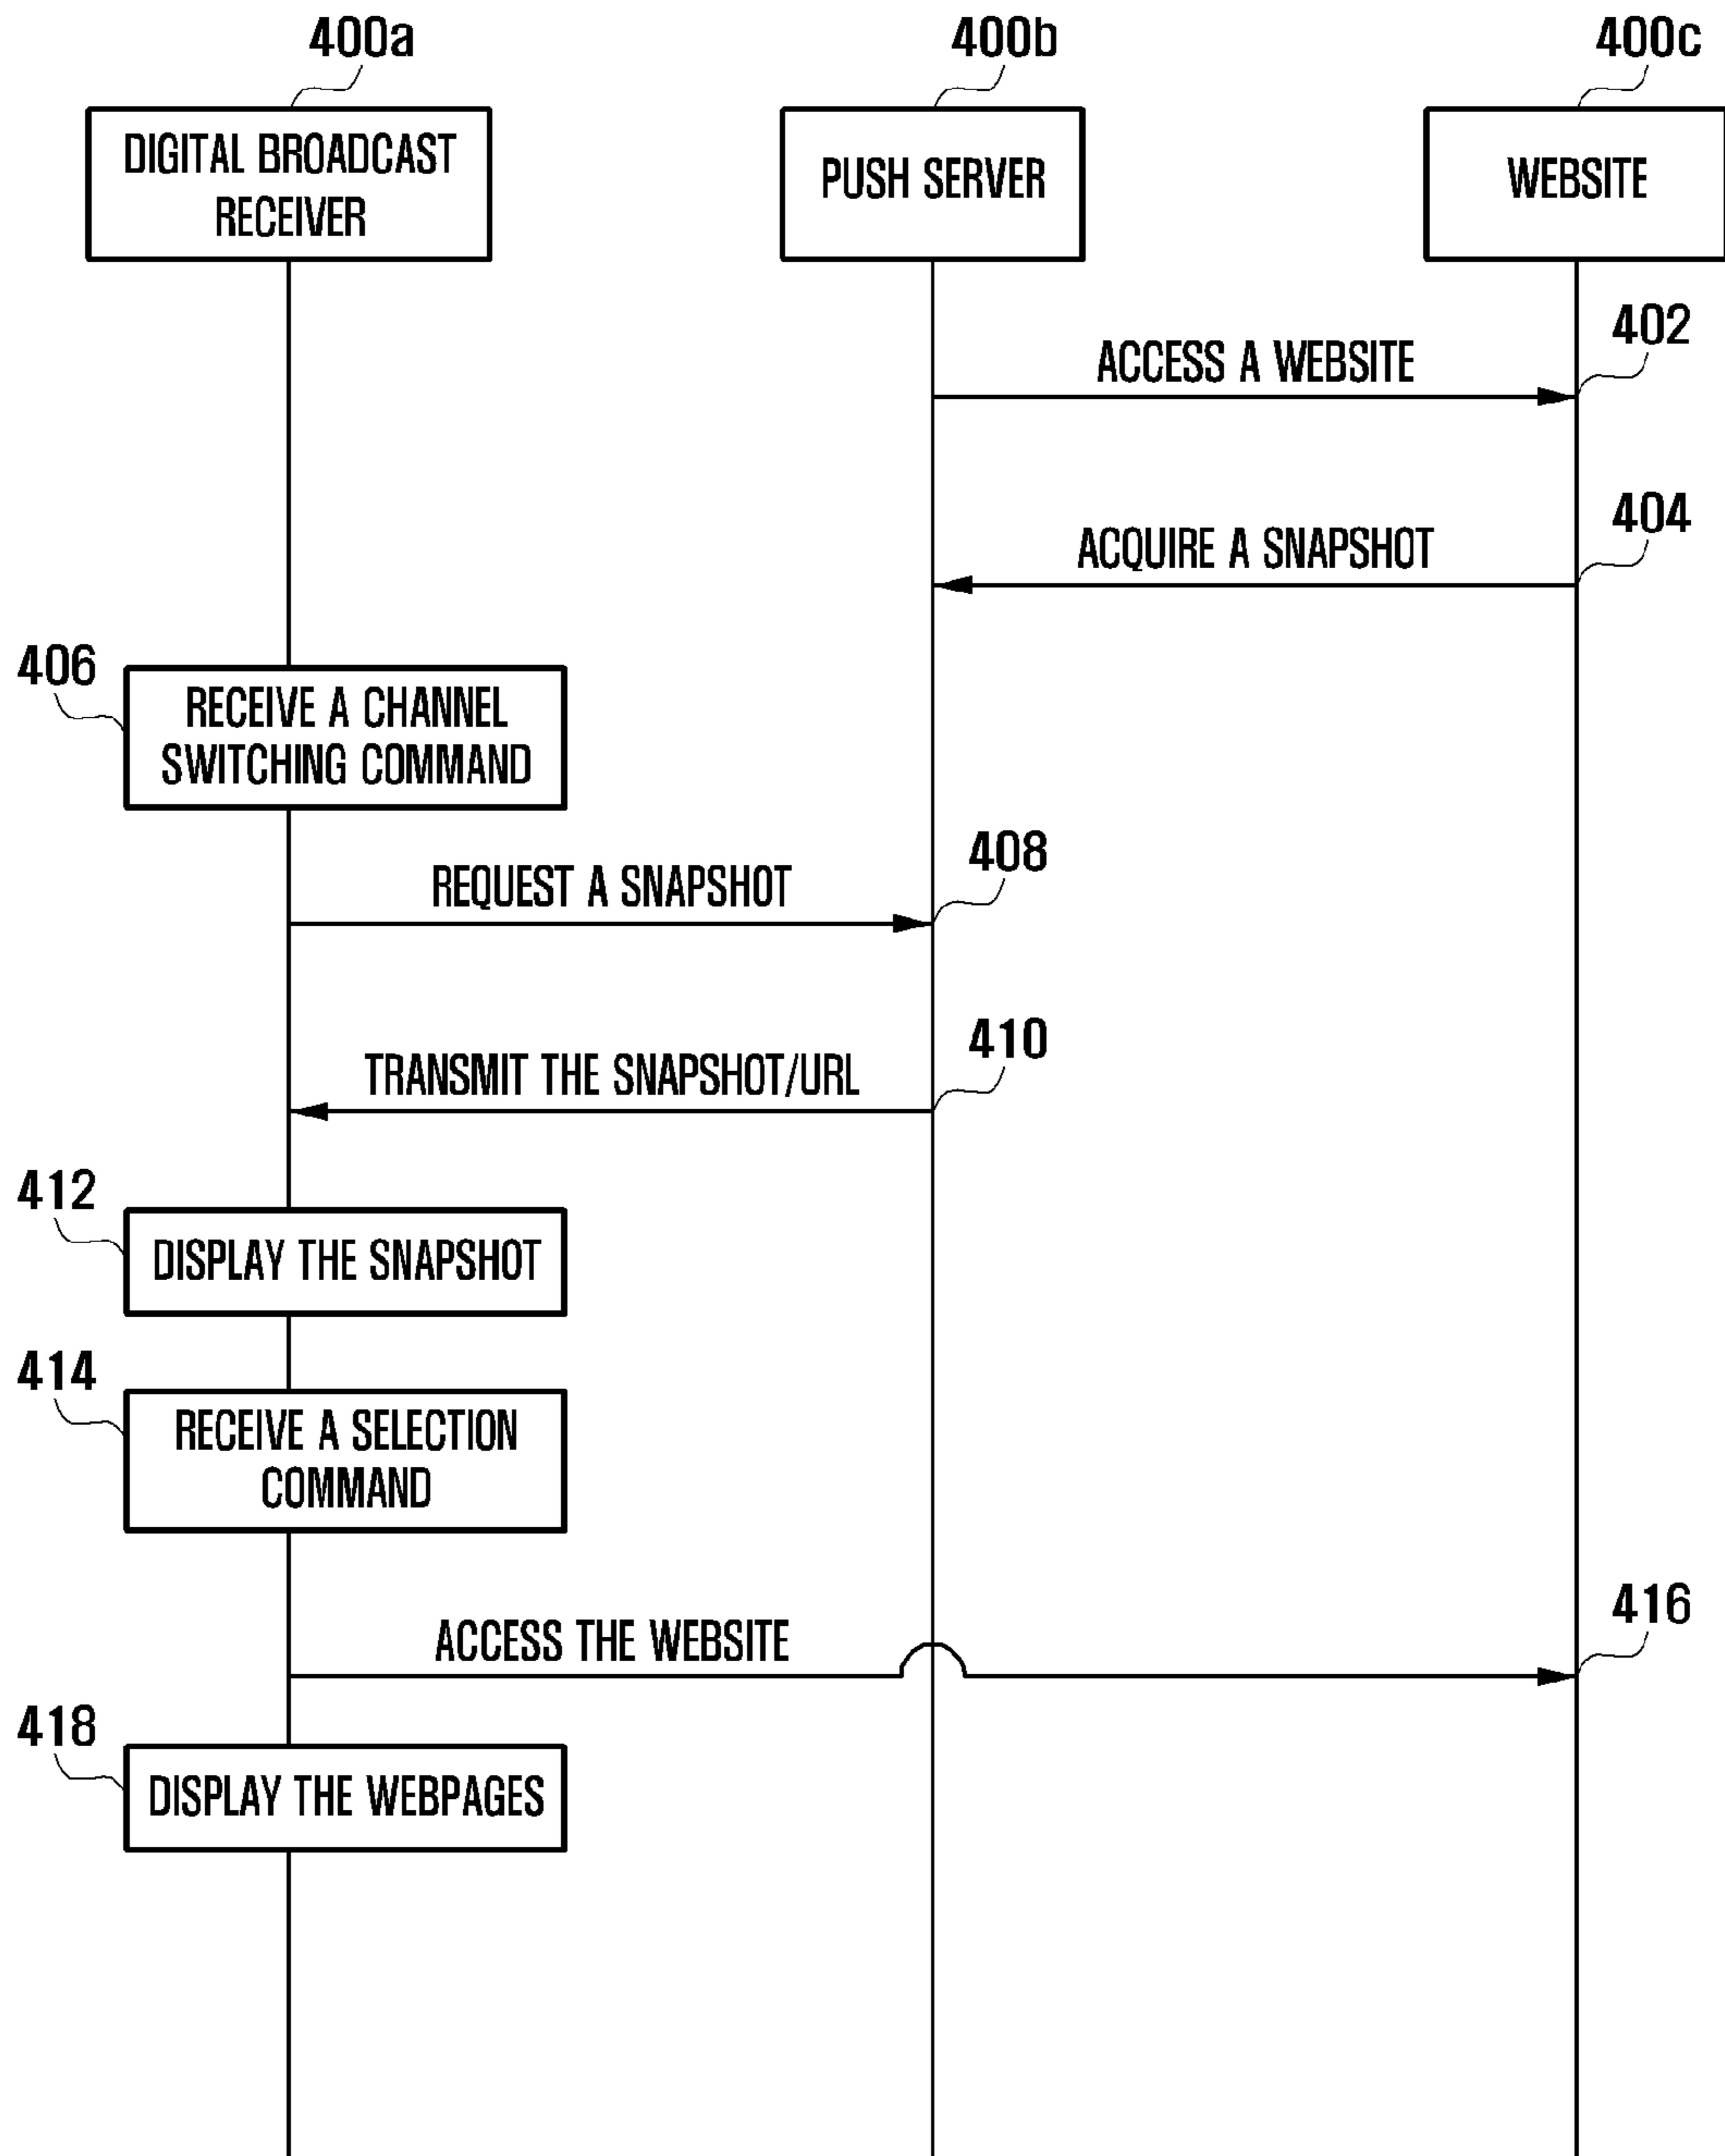 400a
400b
400c
DIGITAL BROADCAST
RECEIVER
PUSH SERVER
WEBSITE
402
ACCESS A WEBSITE
404
ACQUIRE A SNAPSHOT
406
RECEIVE A CHANNEL
SWITCHING COMMAND
408
REQUEST A SNAPSHOT
410
TRANSMIT THE SNAPSHOT/URL
412
DISPLAY THE SNAPSHOT
414
RECEIVE A SELECTION
COMMAND
416
ACCESS THE WEBSITE
418
DISPLAY THE WEBPAGES